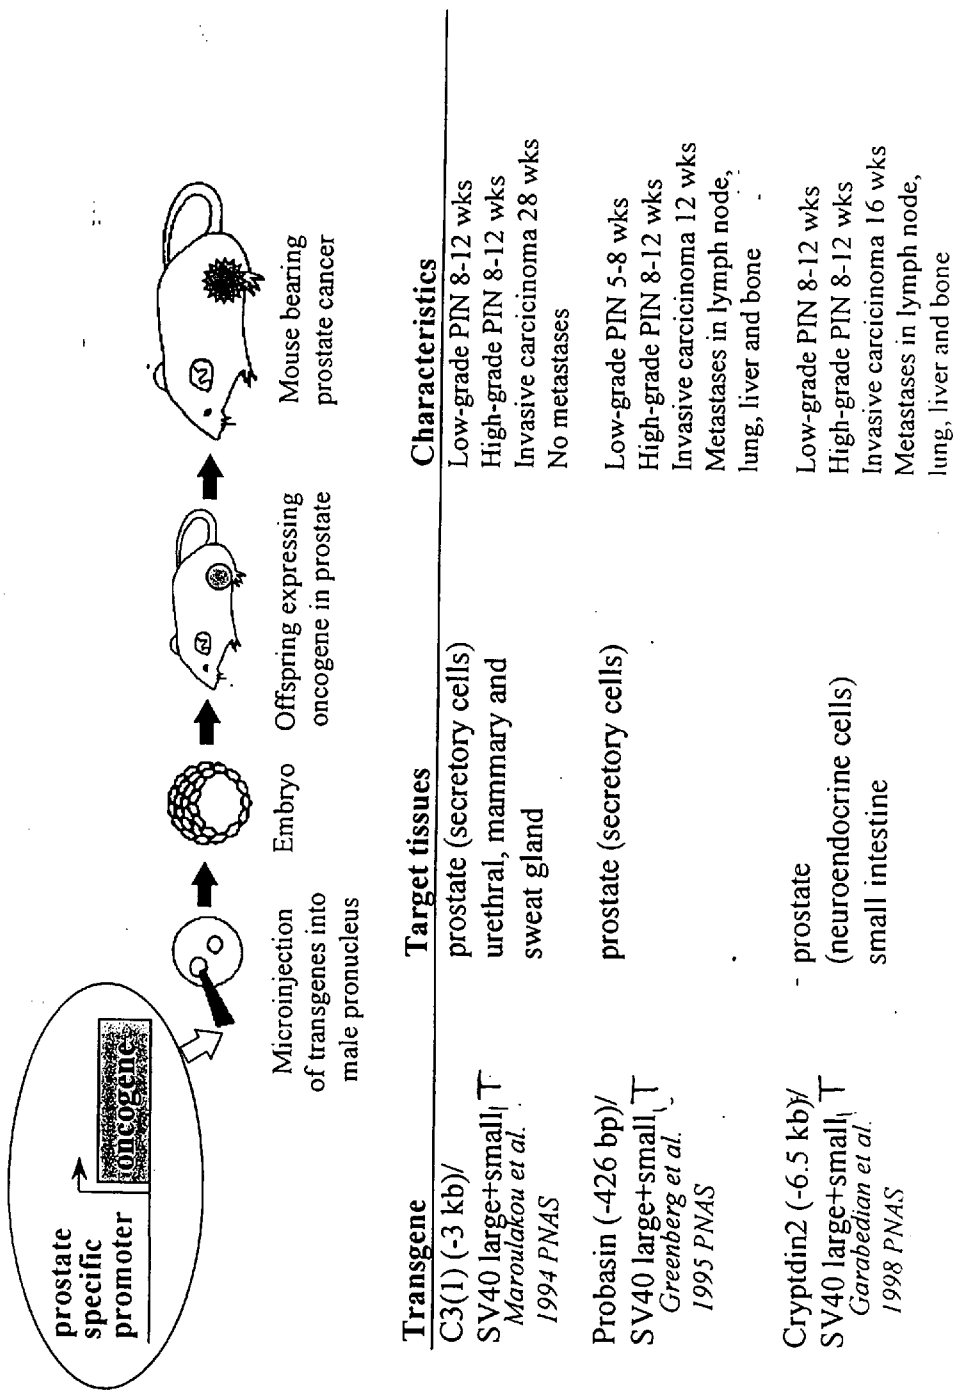 prostate
specific
promoter
oncogene
Microinjection
of transgenes into
male pronucleus
Embryo
Offspring expressing
oncogene in prostate
Mouse bearing
prostate cancer
Transgene
Target tissues
Characteristics
C3(1) (-3 kb)/
SV40 large+small T
Maroulakou et al.
1994 PNAS
prostate (secretory cells)
urethral, mammary and
sweat gland
Low-grade PIN 8-12 wks
High-grade PIN 8-12 wks
Invasive carcicinoma 28 wks
No metastases
Probasin (-426 bp)/
SV40 large+small T
Greenberg et al.
1995 PNAS
prostate (secretory cells)
Low-grade PIN 5-8 wks
High-grade PIN 8-12 wks
Invasive carcicinoma 12 wks
Metastases in lymph node,
lung, liver and bone
Cryptdin2 (-6.5 kb)/
SV40 large+small T
Garabedian et al.
1998 PNAS
prostate
(neuroendocrine cells)
small intestine
Low-grade PIN 8-12 wks
High-grade PIN 8-12 wks
Invasive carcicinoma 16 wks
Metastases in lymph node,
lung, liver and bone